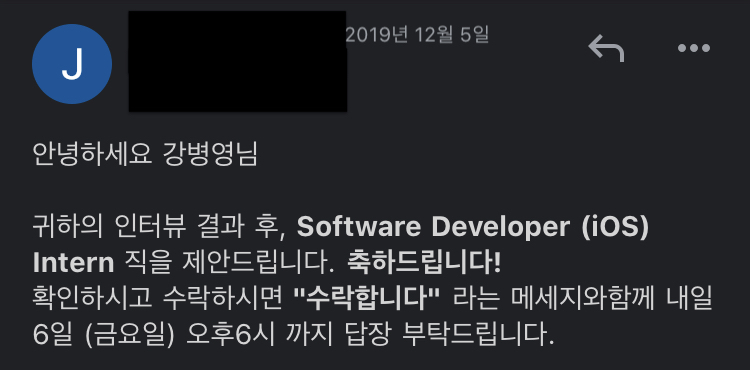 J
2019년 12월 5일
안녕하세요 강병영님
귀하의 인터뷰 결과 후, Software Developer (iOS)
Intern 직을 제안드립니다. 축하드립니다!
확인하시고 수락하시면 "수락합니다" 라는 메세지와함께 내일
6일 (금요일) 오후6시 까지 답장 부탁드립니다.